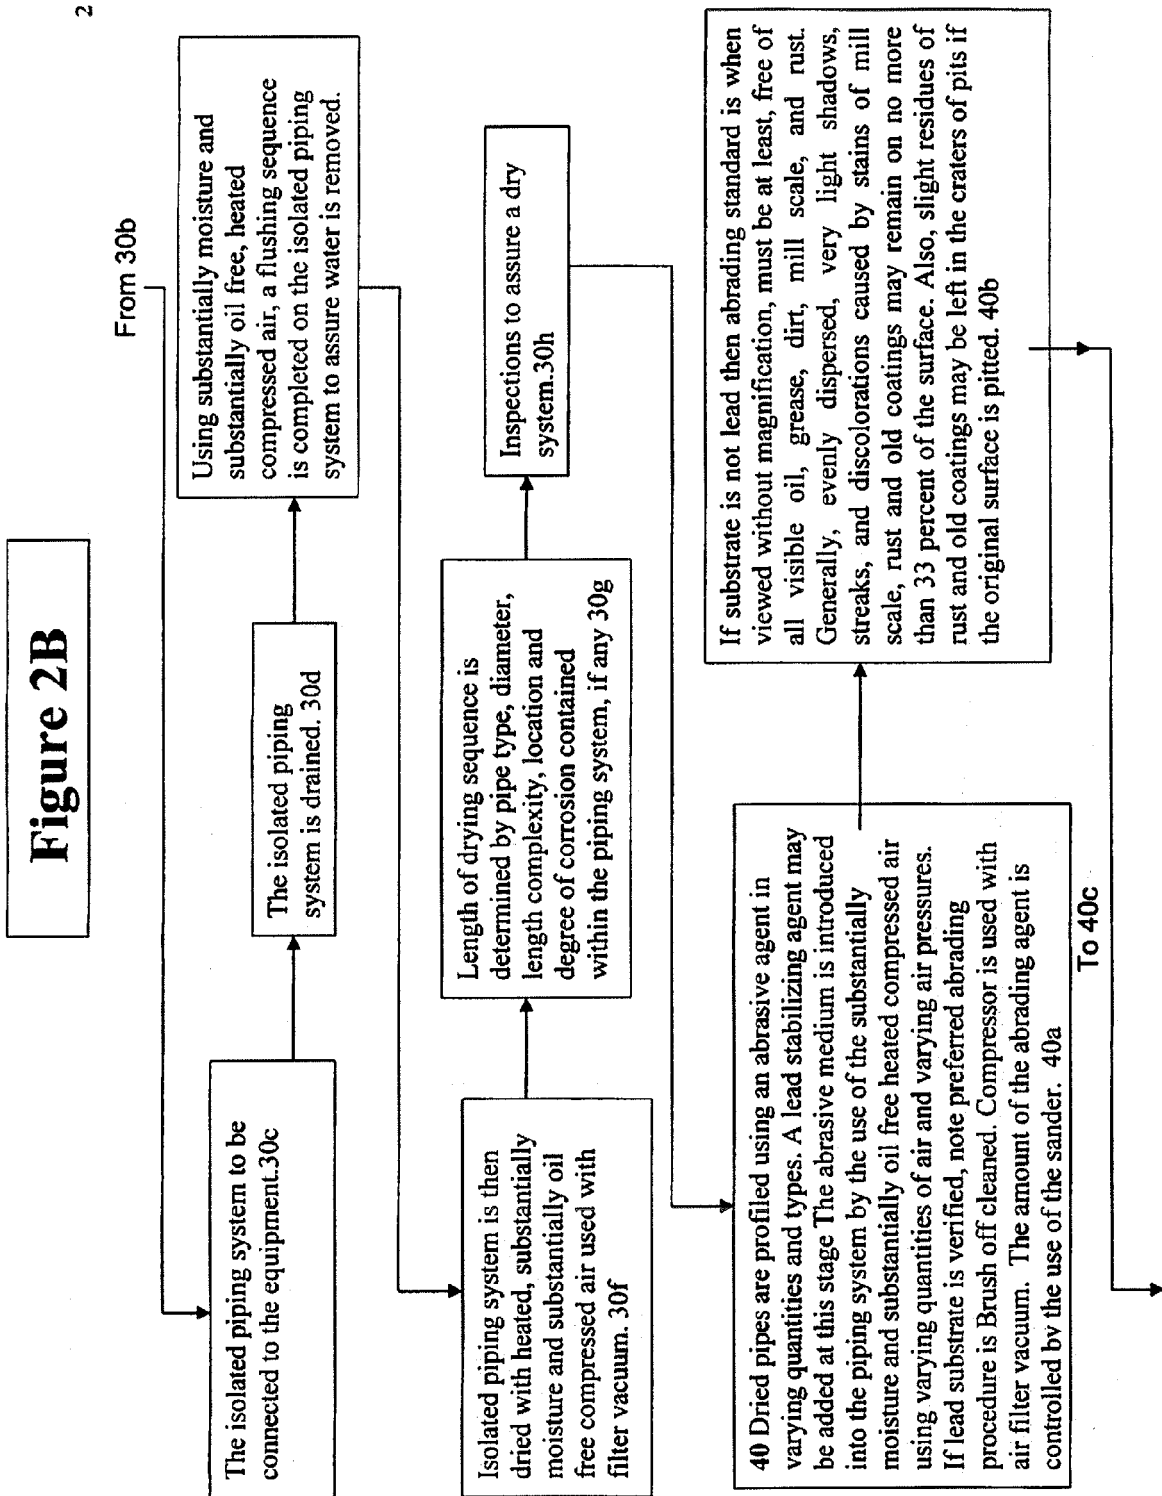 2
Figure 2B
From 30b
The isolated piping system to be
connected to the equipment.30c
The isolated piping
system is drained. 30d
Using substantially moisture and
substantially oil free, heated
compressed air, a flushing sequence
is completed on the isolated piping
system to assure water is removed.
Isolated piping system is then
dried with heated, substantially
moisture and substantially oil
free compressed air used with
filter vacuum. 30f
Length of drying sequence is
determined by pipe type, diameter,
length complexity, location and
degree of corrosion contained
within the piping system, if any 30g
Inspections to assure a dry
system.30h
40 Dried pipes are profiled using an abrasive agent in
varying quantities and types. A lead stabilizing agent may
be added at this stage The abrasive medium is introduced
into the piping system by the use of the substantially
moisture and substantially oil free heated compressed air
using varying quantities of air and varying air pressures.
If lead substrate is verified, note preferred abrading
procedure is Brush off cleaned. Compressor is used with
air filter vacuum. The amount of the abrading agent is
controlled by the use of the sander. 40a
If substrate is not lead then abrading standard is when
viewed without magnification, must be at least, free of
all visible oil, grease, dirt, mill scale, and rust.
Generally, evenly dispersed, very light shadows,
streaks, and discolorations caused by stains of mill
scale, rust and old coatings may remain on no more
than 33 percent of the surface. Also, slight residues of
rust and old coatings may be left in the craters of pits if
the original surface is pitted. 40b
To 40c